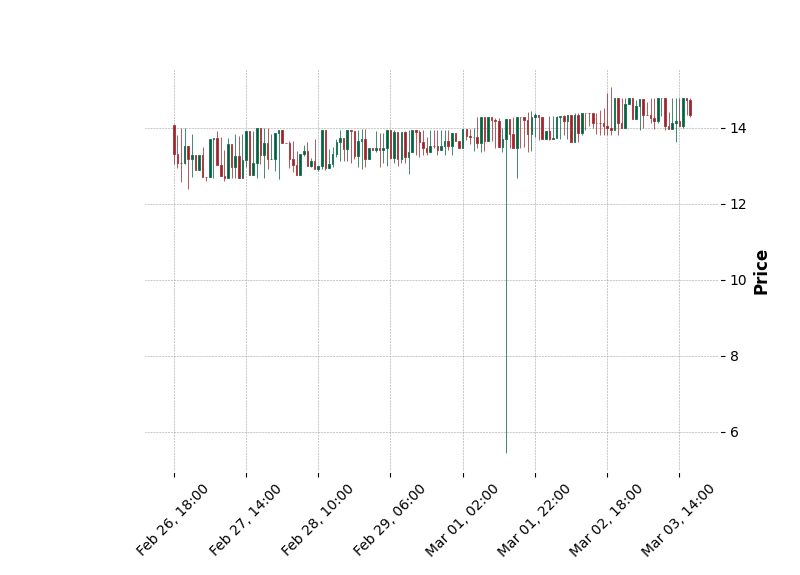 14
12
10
8
6
Price
Feb 26, 18:00
Feb 27, 14:00
Feb 28, 10:00
Feb 29, 06:00
Mar 01, 02:00
Mar 01, 22:00
Mar 02, 18:00
Mar 03, 14:00